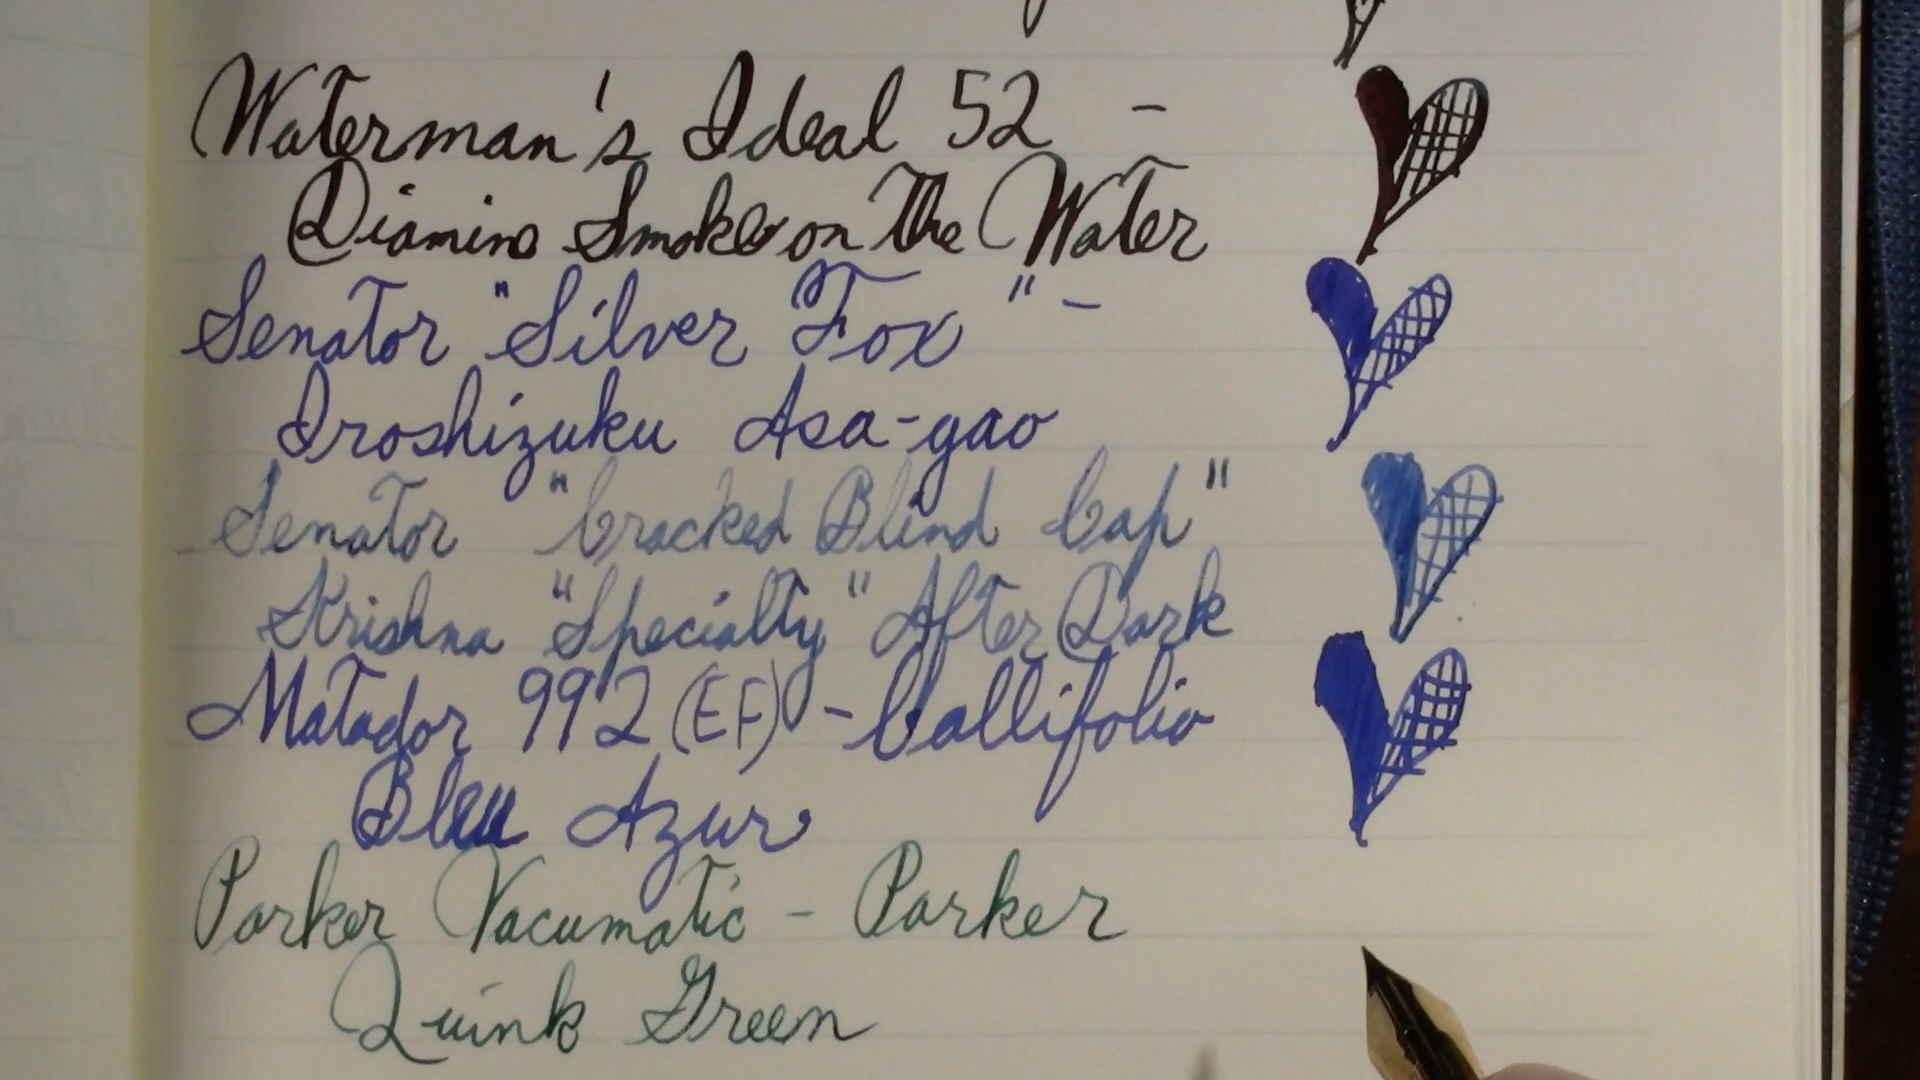 Waterman's Ideal 52 -
Diamine Smoke on the Water
Senator "Silver Fox" -
Iroshizuku Asa-gao
Senator "Cracked Blind Cap"
Krishna "Specialty" After Dark
Matador 992 (EF) - Callifolio
Bleu Azur
Parker Vacumatic - Parker
Quink Green